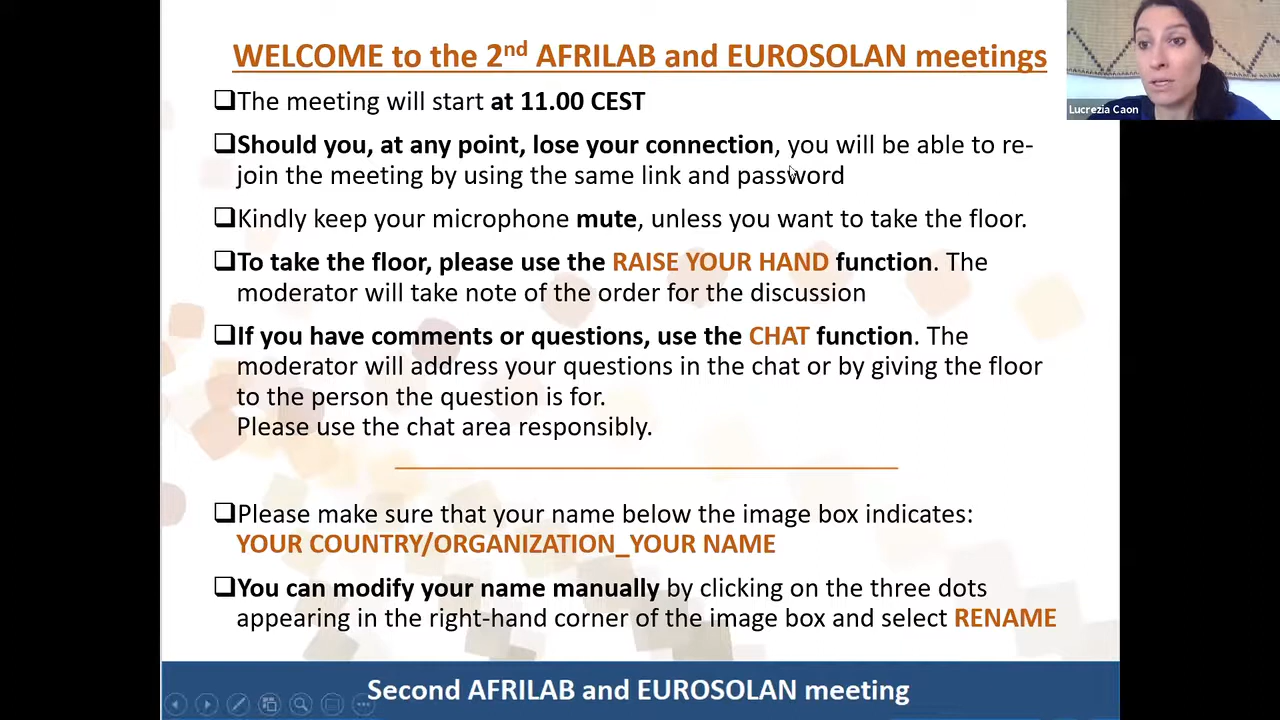 WELCOME to the 2nd AFRILAB and EUROSOLAN meetings
❑The meeting will start at 11.00 CEST
❑Should you, at any point, lose your connection, you will be able to re-
join the meeting by using the same link and password
❑Kindly keep your microphone mute, unless you want to take the floor.
❑To take the floor, please use the RAISE YOUR HAND function. The
moderator will take note of the order for the discussion
❑If you have comments or questions, use the CHAT function. The
moderator will address your questions in the chat or by giving the floor
to the person the question is for.
Please use the chat area responsibly.
❑Please make sure that your name below the image box indicates:
YOUR COUNTRY/ORGANIZATION_YOUR NAME
❑You can modify your name manually by clicking on the three dots
appearing in the right-hand corner of the image box and select RENAME
Second AFRILAB and EUROSOLAN meeting
Lucrezia Caon